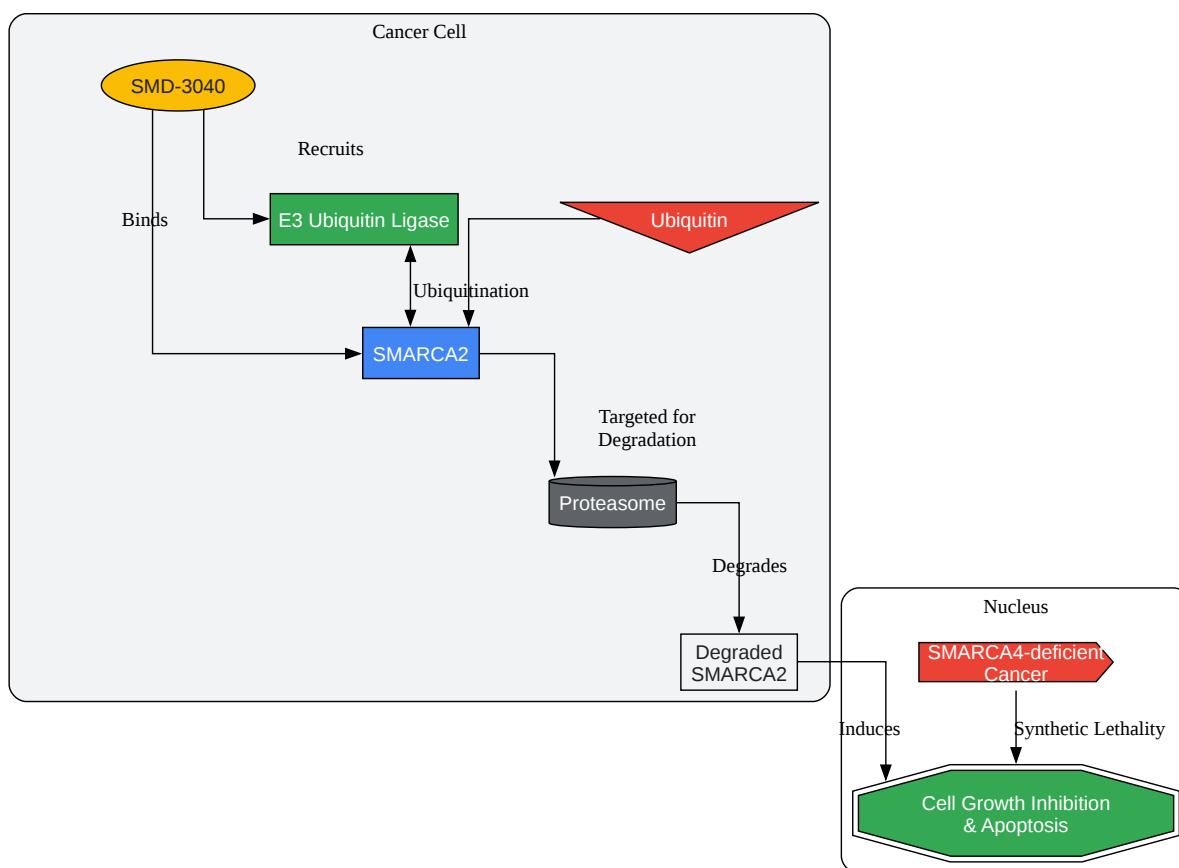 Cancer Cell
SMD-3040
Recruits
Binds
E3 Ubiquitin Ligase
Ubiquitin
Ubiquitination
SMARCA2
Targeted for
Degradation
Proteasome
Degrades
Nucleus
Degraded
SMARCA2
SMARCA4-deficient
Cancer
Induces
Synthetic Lethality
Cell Growth Inhibition
& Apoptosis